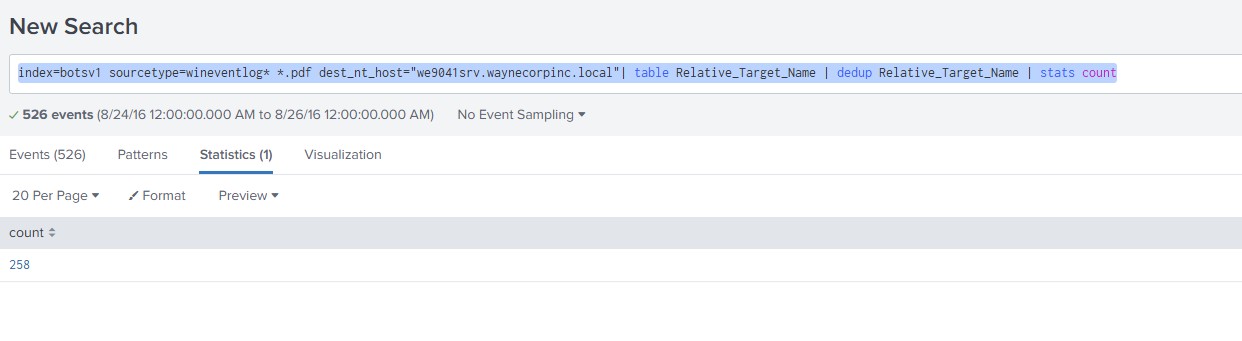 New Search
index=botsv1 sourcetype=wineventlog* *.pdf dest_nt_host="we9041srv.waynecorpinc.local"| table Relative_Target_Name | dedup Relative_Target_Name | stats count
526 events (8/24/16 12:00:00.000 AM to 8/26/16 12:00:00.000 AM) No Event Sampling
Events (526) Patterns Statistics (1) Visualization
20 Per Page Format Preview
count
258